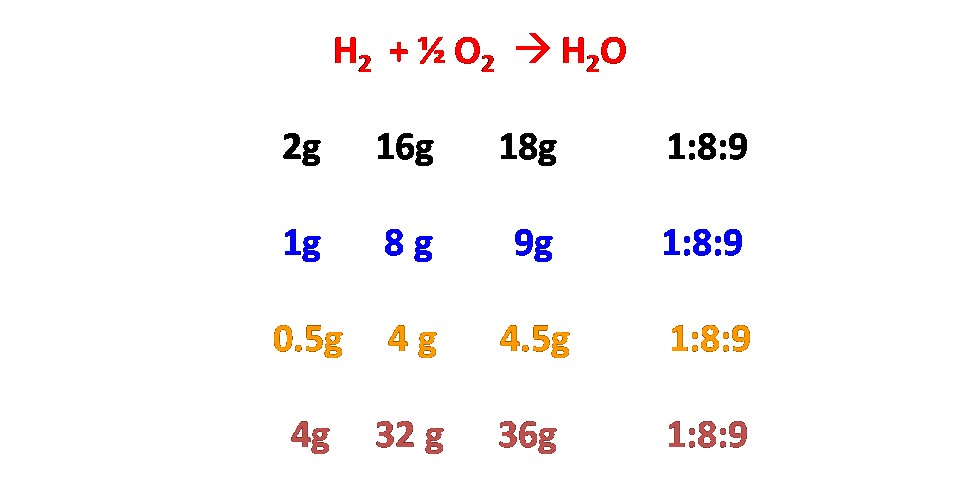 H₂ + ½ O₂ → H₂O
2g 16g 18g 1:8:9
1g 8 g 9g 1:8:9
0.5g 4 g 4.5g 1:8:9
4g 32 g 36g 1:8:9